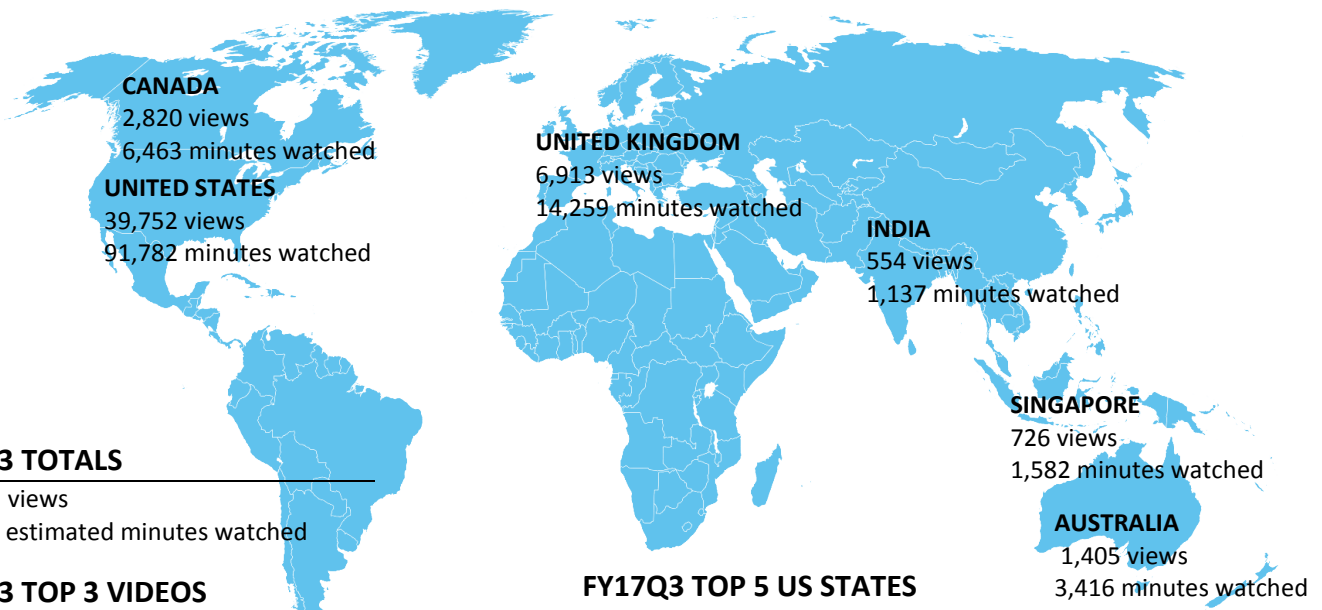 CANADA
2,820 views
6,463 minutes watched
UNITED STATES
39,752 views
91,782 minutes watched
UNITED KINGDOM
6,913 views
14,259 minutes watched
INDIA
554 views
1,137 minutes watched
SINGAPORE
726 views
1,582 minutes watched
AUSTRALIA
1,405 views
3,416 minutes watched
3 TOTALS
views
estimated minutes watched
3 TOP 3 VIDEOS
FY17Q3 TOP 5 US STATES